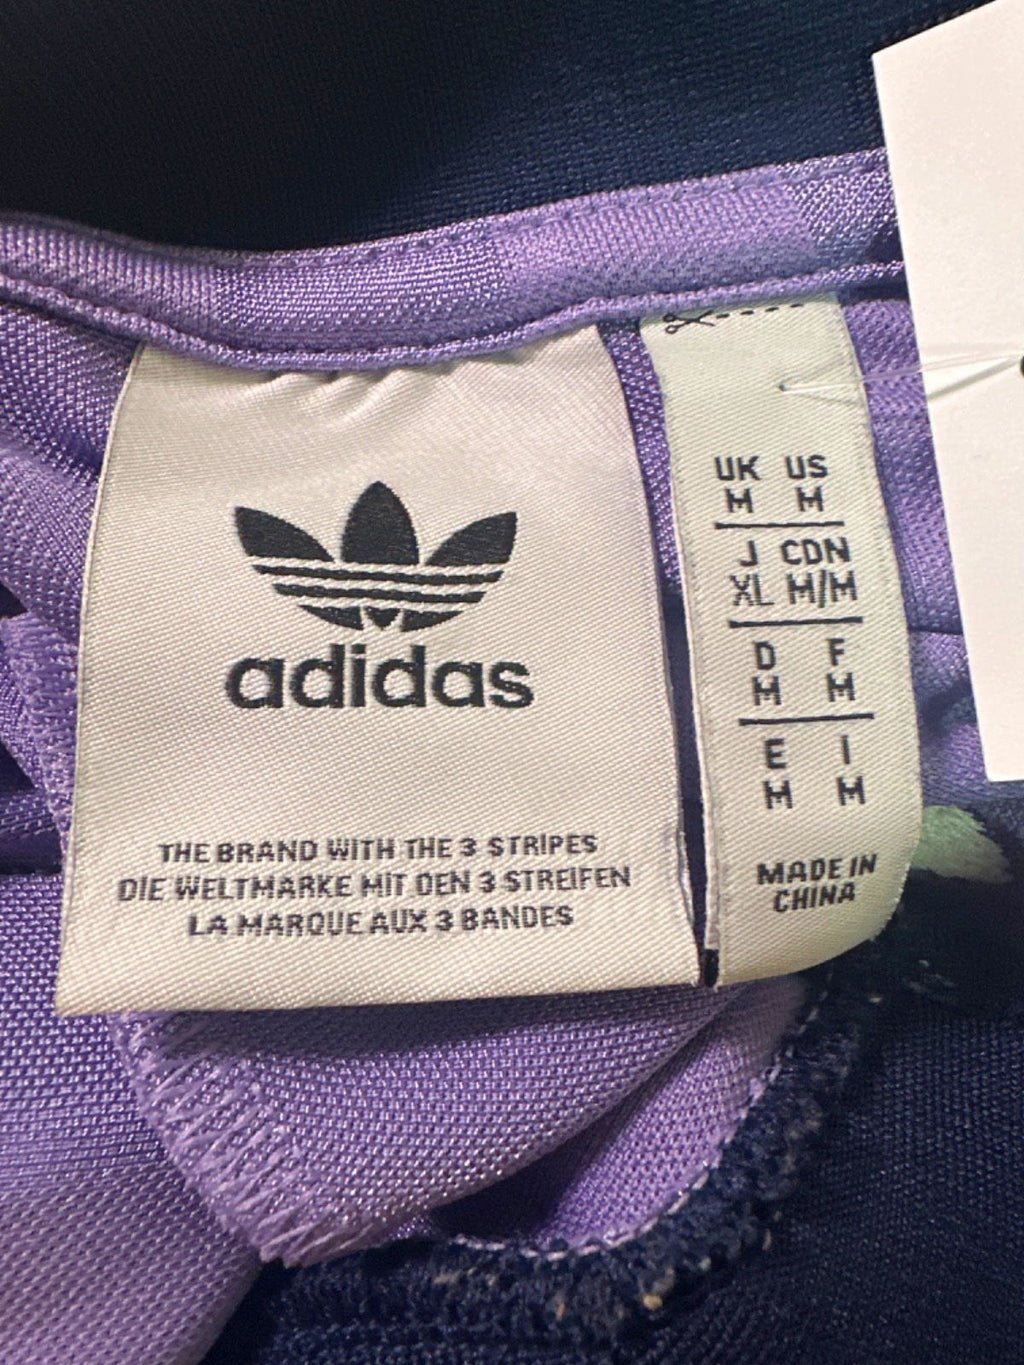 adidas
THE BRAND WITH THE 3 STRIPES
DIE WELTMARKE MIT DEN 3 STREIFEN
LA MARQUE AUX 3 BANDES
UK US
M M
J CDN
XL M/M
D F
M M
E I
M M
MADE IN
CHINA